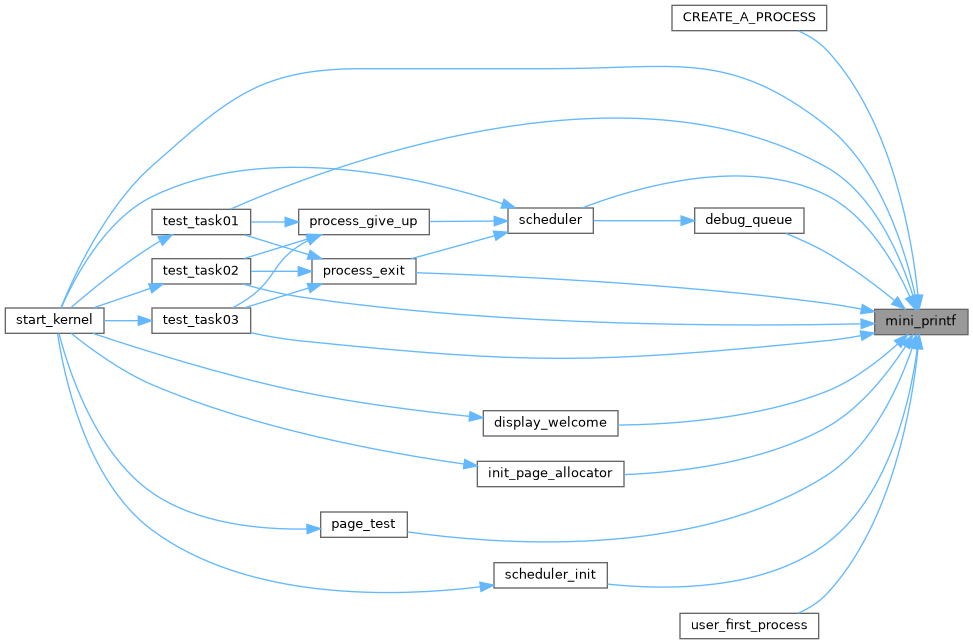 CREATE_A_PROCESS
test_task01
process_give_up
scheduler
debug_queue
test_task02
process_exit
start_kernel
test_task03
mini_printf
display_welcome
init_page_allocator
page_test
scheduler_init
user_first_process